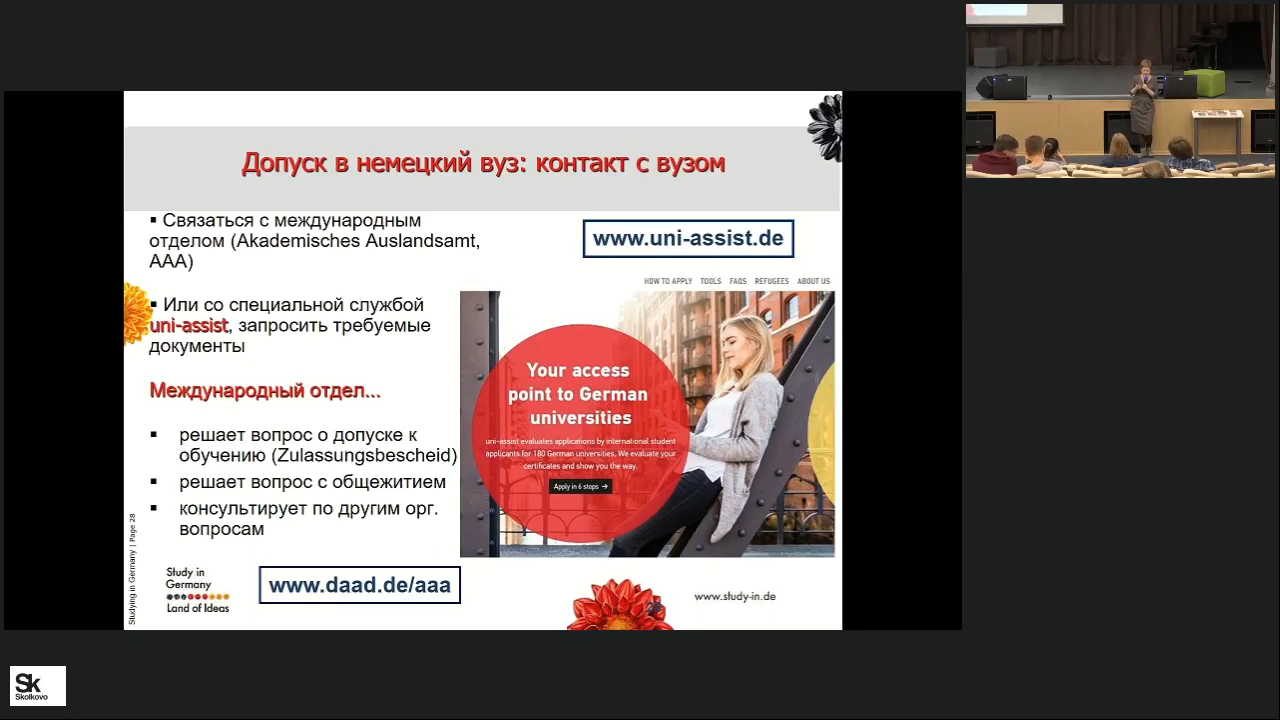 Допуск в немецкий вуз: контакт с вузом
▪ Связаться с международным
отделом (Akademisches Auslandsamt,
AAA)
▪ Или со специальной службой
uni-assist, запросить требуемые
документы
Международный отдел...
▪ решает вопрос о допуске к
обучению (Zulassungsbescheid)
▪ решает вопрос с общежитием
▪ консультирует по другим орг.
вопросам
www.uni-assist.de
HOW TO APPLY TOOLS FAQS REFUGEES ABOUT US
Your access
point to German
universities
uni-assist evaluates applications by international student
applicants for 180 German universities. We evaluate your
certificates and show you the way.
Apply in 6 steps →
Studying in Germany | Page 28
Study in
Germany
Land of Ideas
www.daad.de/aaa
www.study-in.de
Sk
Skolkovo